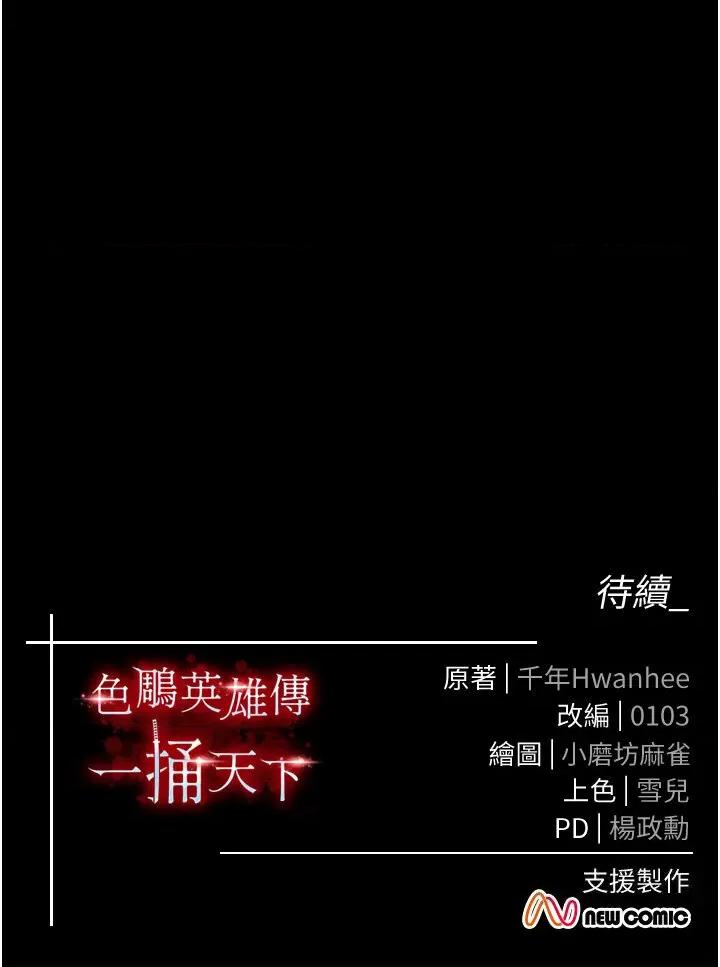 待續_
色鵰英雄傳
一捅天下
原著|千年Hwanhee
改編|0103
繪圖|小磨坊麻雀
上色|雪兒
PD|楊政勳
支援製作
NEW COMIC